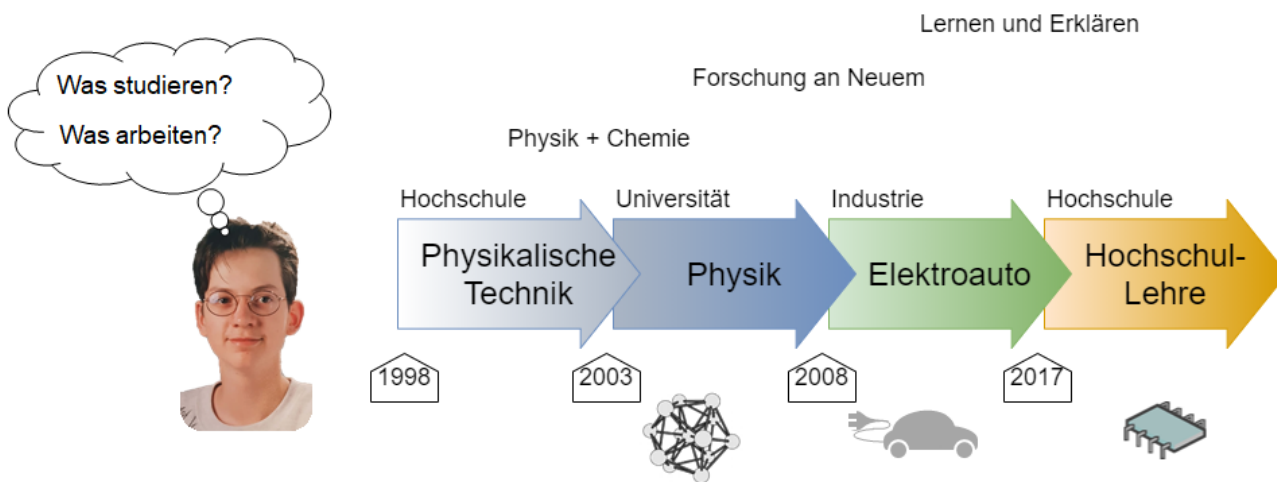 Lernen und Erklären
Forschung an Neuem
Physik + Chemie
Was studieren?
Was arbeiten?
Hochschule
Universität
Industrie
Hochschule
Physikalische
Technik
Physik
Elektroauto
Hochschul-
Lehre
1998
2003
2008
2017